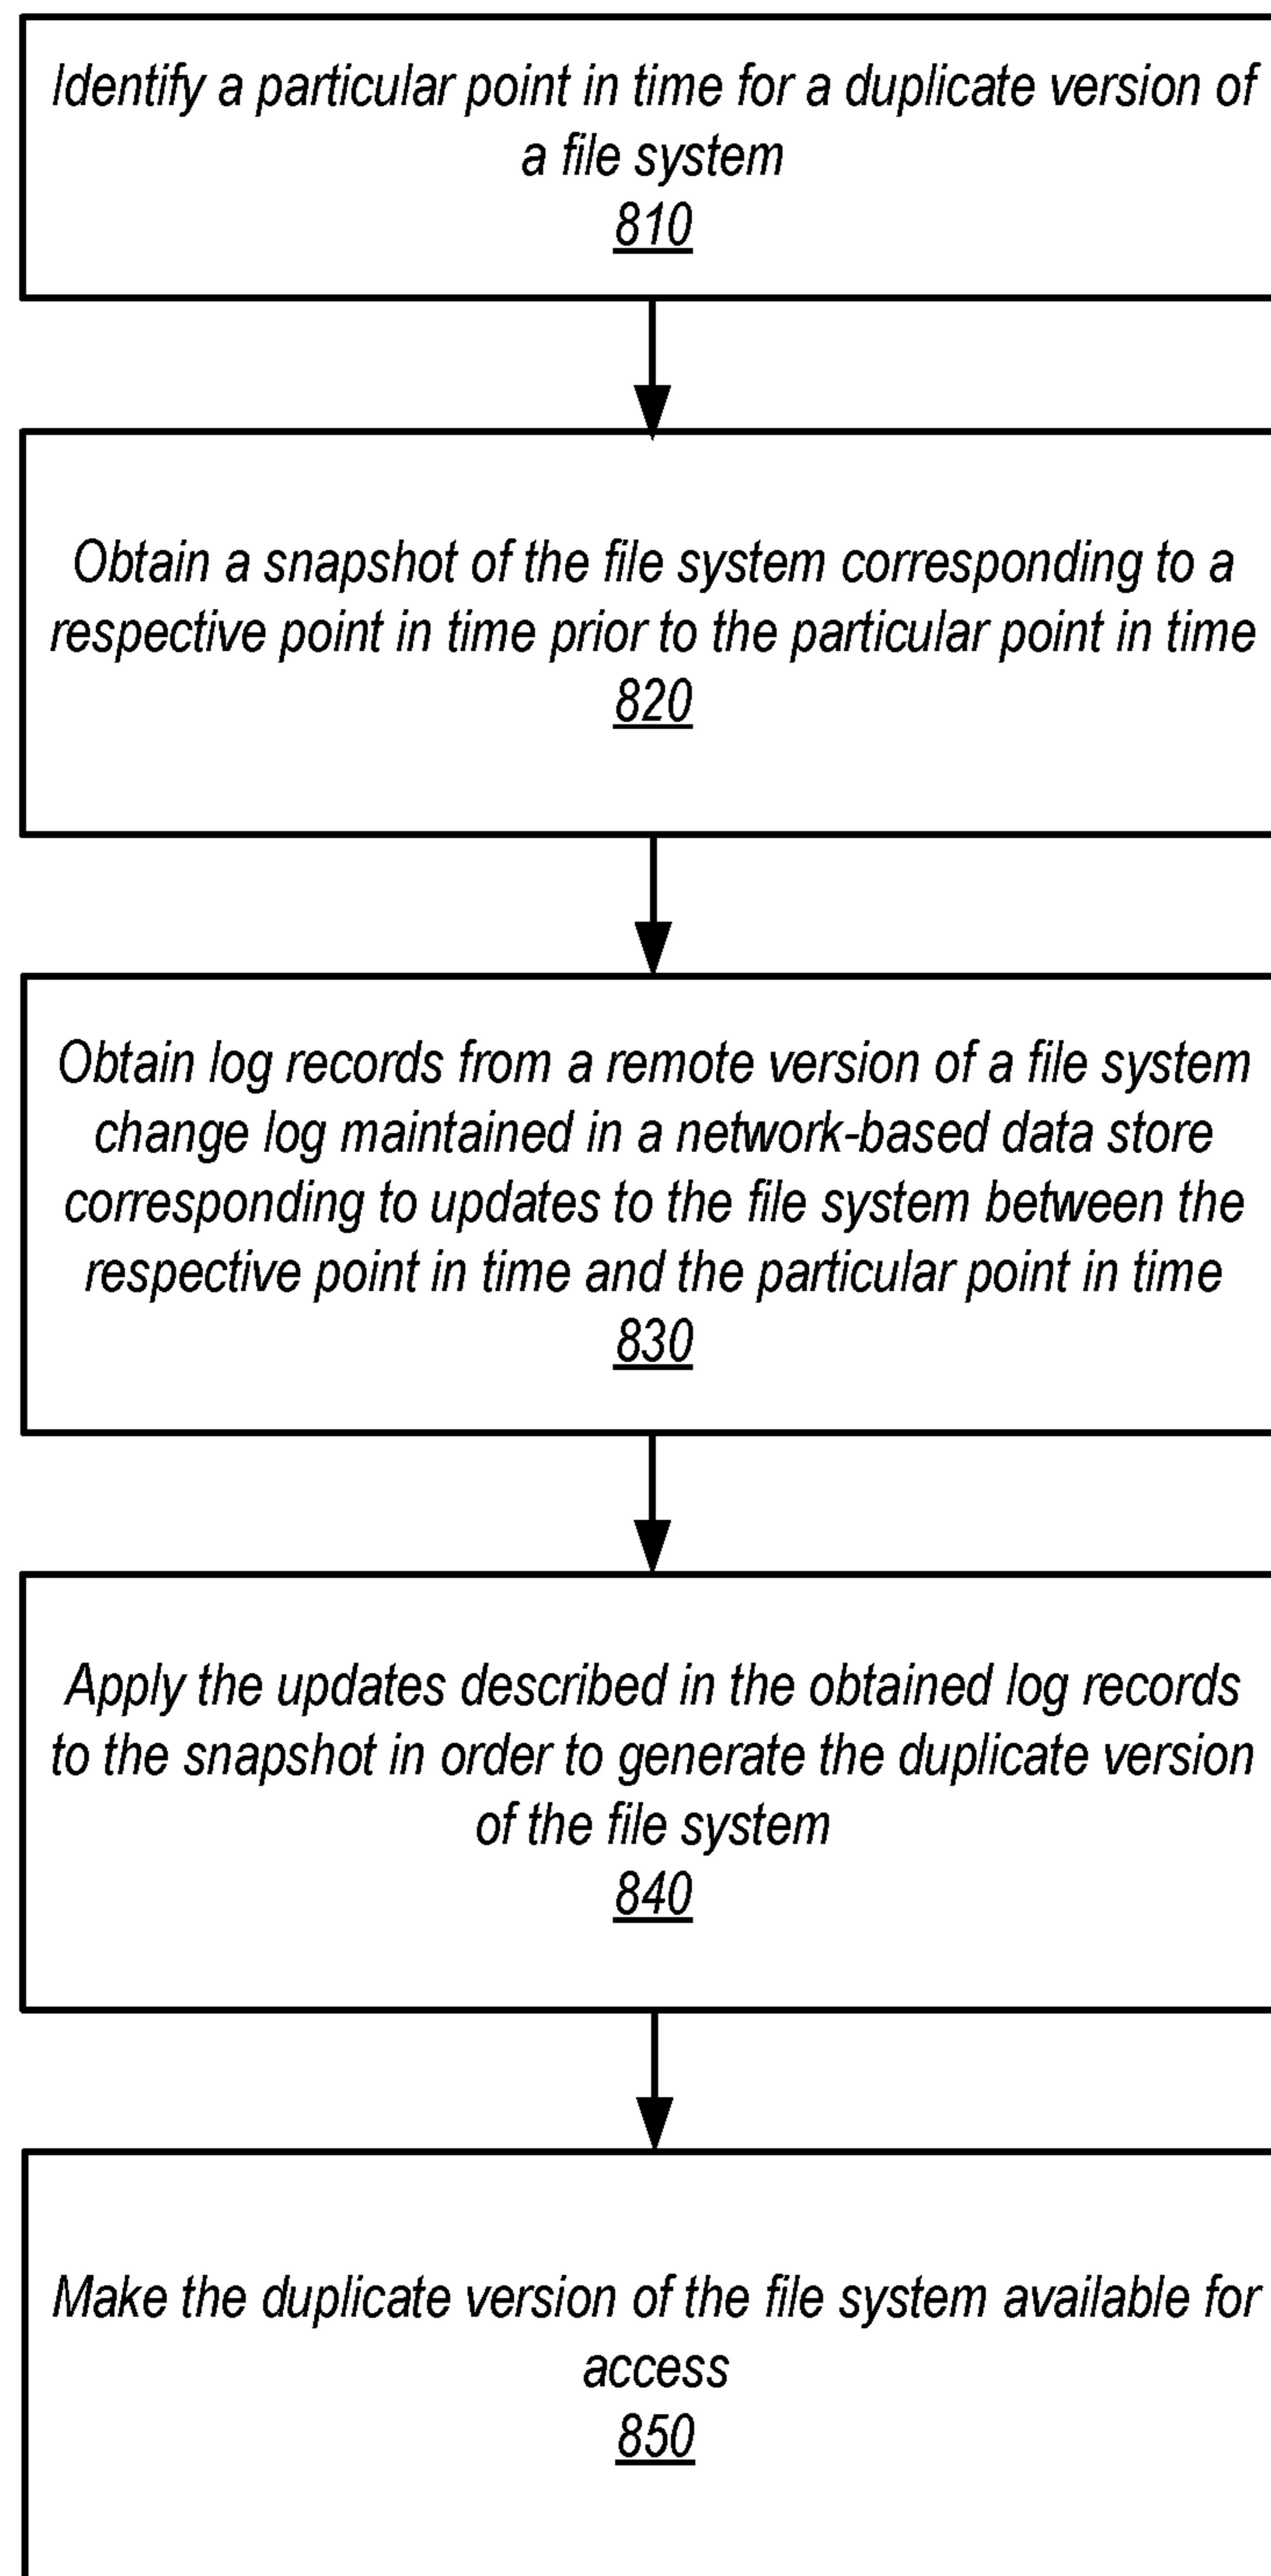 Identify a particular point in time for a duplicate version of
a file system
810
Obtain a snapshot of the file system corresponding to a
respective point in time prior to the particular point in time
820
Obtain log records from a remote version of a file system
change log maintained in a network-based data store
corresponding to updates to the file system between the
respective point in time and the particular point in time
830
Apply the updates described in the obtained log records
to the snapshot in order to generate the duplicate version
of the file system
840
Make the duplicate version of the file system available for
access
850